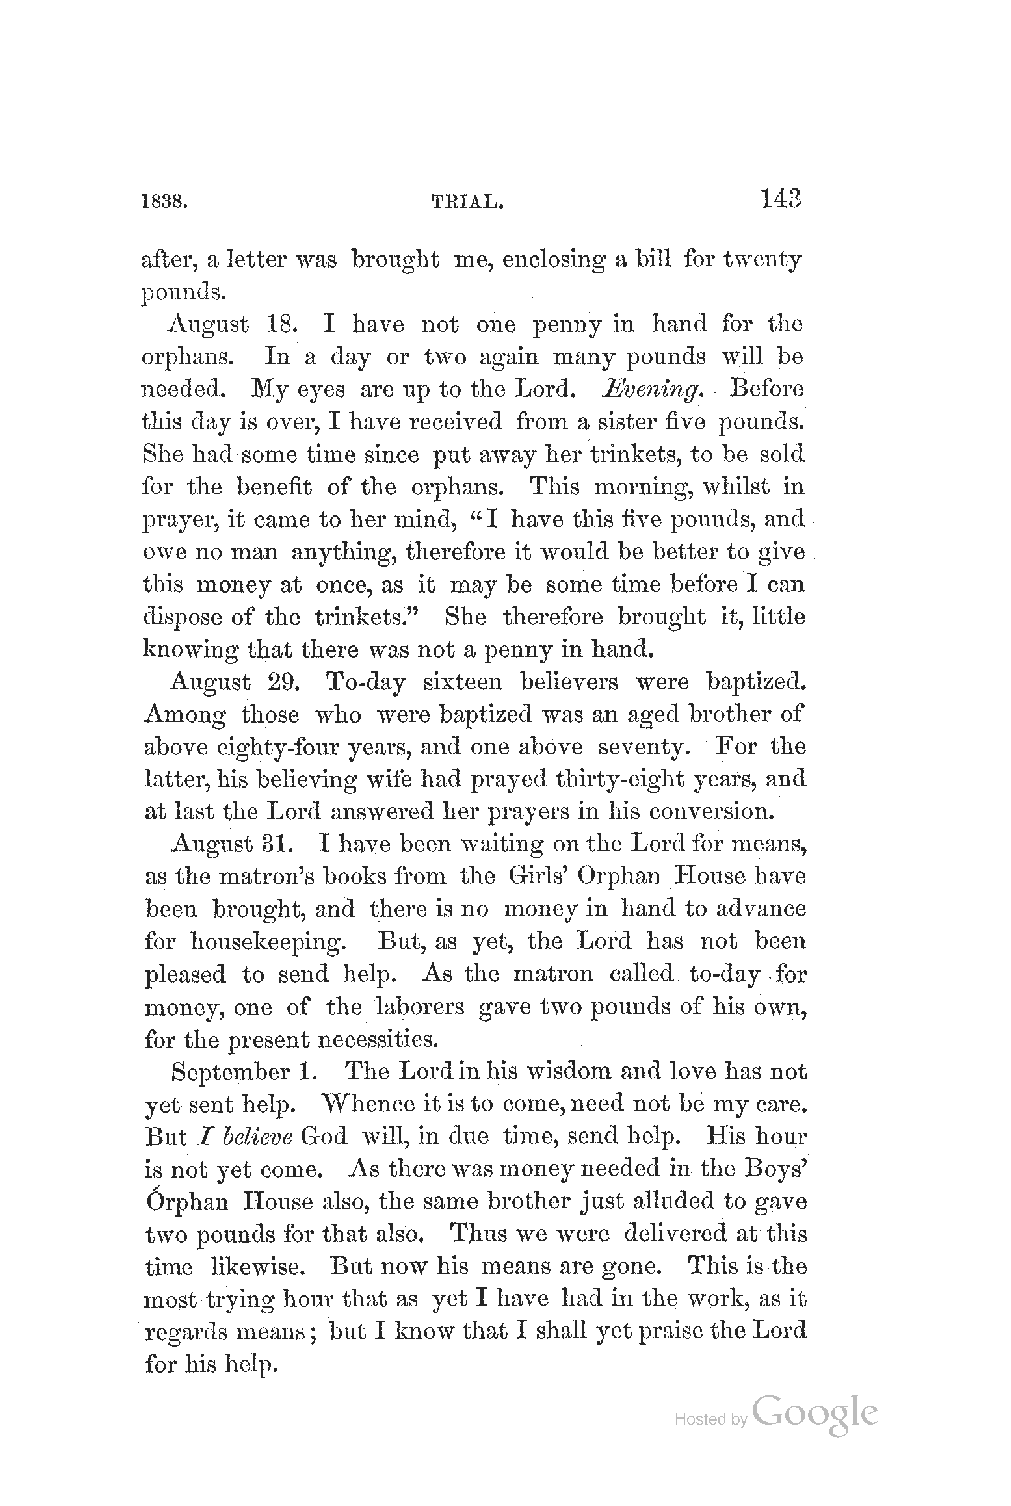 1838. TRIAL. 143
after, a letter was brought me, enclosing a bill for twenty
pounds.
August 18. I have not one penny in hand for the
orphans. In a day or two again many pounds will be
needed. My eyes are up to the Lord. Evening. Before
this day is over, I have received from a sister five pounds.
She had some time since put away her trinkets, to be sold
for the benefit of the orphans. This morning, whilst in
prayer, it came to her mind, “I have this five pounds, and
owe no man anything, therefore it would be better to give
this money at once, as it may be some time before I can
dispose of the trinkets.” She therefore brought it, little
knowing that there was not a penny in hand.
August 29. To-day sixteen believers were baptized.
Among those who were baptized was an aged brother of
above eighty-four years, and one above seventy. For the
latter, his believing wife had prayed thirty-eight years, and
at last the Lord answered her prayers in his conversion.
August 31. I have been waiting on the Lord for means,
as the matron’s books from the Girls’ Orphan House have
been brought, and there is no money in hand to advance
for housekeeping. But, as yet, the Lord has not been
pleased to send help. As the matron called to-day for
money, one of the laborers gave two pounds of his own,
for the present necessities.
September 1. The Lord in his wisdom and love has not
yet sent help. Whence it is to come, need not be my care.
But I believe God will, in due time, send help. His hour
is not yet come. As there was money needed in the Boys’
Orphan House also, the same brother just alluded to gave
two pounds for that also. Thus we were delivered at this
time likewise. But now his means are gone. This is the
most trying hour that as yet I have had in the work, as it
regards means; but I know that I shall yet praise the Lord
for his help.
Hosted by Google